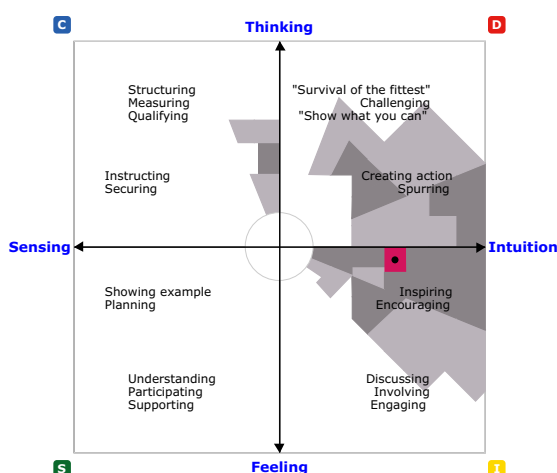 C
Thinking
D
Structuring
Measuring
Qualifying
"Survival of the fittest"
Challenging
"Show what you can"
Instructing
Securing
Creating action
Spurring
Sensing
Intuition
Showing example
Planning
Inspiring
Encouraging
Understanding
Participating
Supporting
Discussing
Involving
Engaging
S
Feeling
I